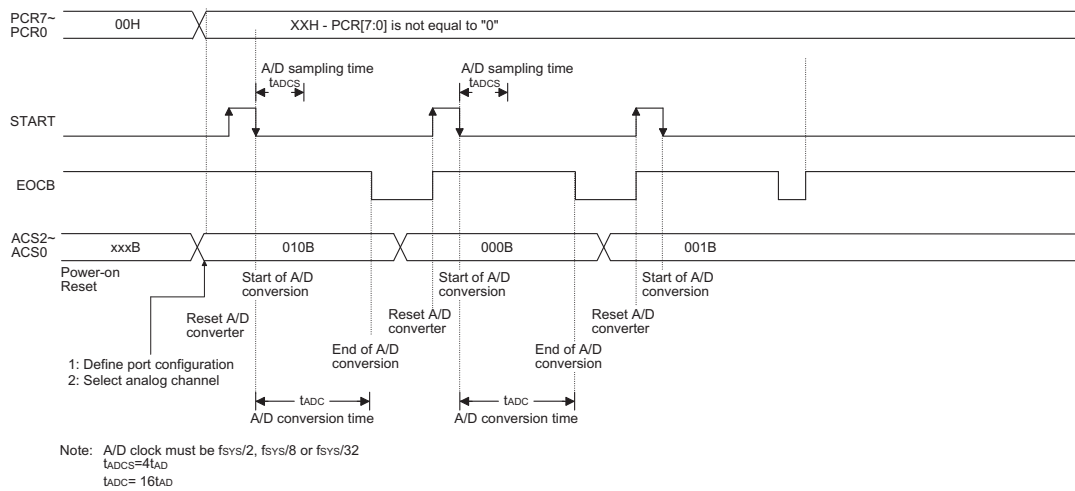 PCR7~
PCR0
00H
XXH - PCR[7:0] is not equal to "0"
A/D sampling time
tADCS
A/D sampling time
tADCS
START
EOCB
ACS2~
ACS0
xxxB
010B
000B
001B
Power-on
Reset
Start of A/D
conversion
Start of A/D
conversion
Start of A/D
conversion
Reset A/D
converter
Reset A/D
converter
Reset A/D
converter
End of A/D
conversion
End of A/D
conversion
1: Define port configuration
2: Select analog channel
tADC
A/D conversion time
tADC
A/D conversion time
Note: A/D clock must be fSYS/2, fSYS/8 or fSYS/32
tADCS=4tAD
tADC= 16tAD